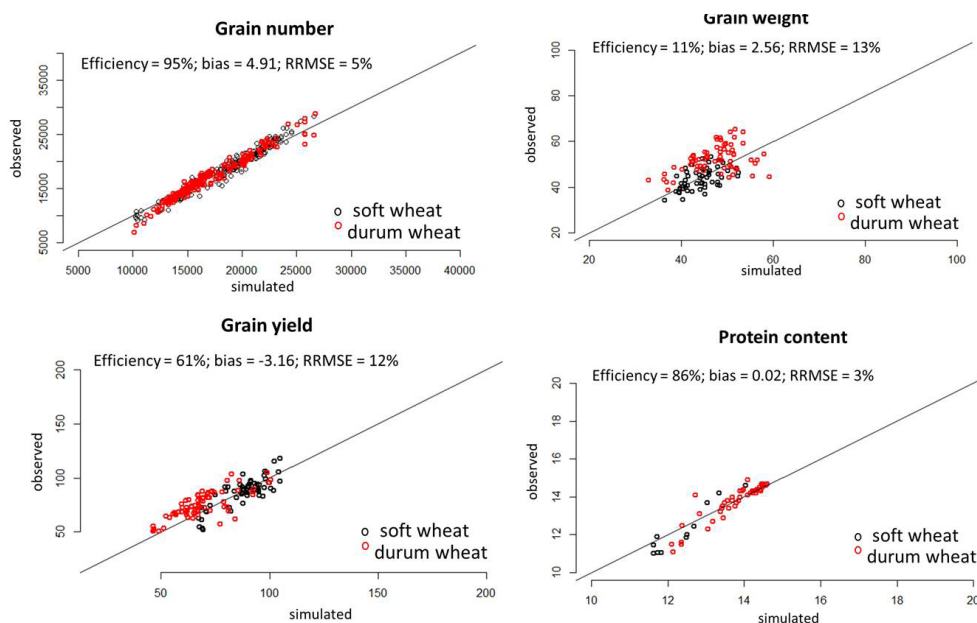 Grain number
Efficiency = 95%; bias = 4.91; RRMSE = 5%
observed
35000
25000
15000
5000
soft wheat
durum wheat
5000 10000 15000 20000 25000 30000 35000 40000
simulated
Grain weight
Efficiency = 11%; bias = 2.56; RRMSE = 13%
observed
100
80
60
40
20
soft wheat
durum wheat
20 40 60 80 100
simulated
Grain yield
Efficiency = 61%; bias = -3.16; RRMSE = 12%
observed
200
150
100
50
soft wheat
durum wheat
50 100 150 200
simulated
Protein content
Efficiency = 86%; bias = 0.02; RRMSE = 3%
observed
20
18
16
14
12
10
soft wheat
durum wheat
10 12 14 16 18 20
simulated